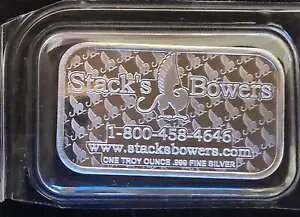 Stack's Bowers
1-800-458-4646
www.stacksbowers.com
ONE TROY OUNCE .999 FINE SILVER